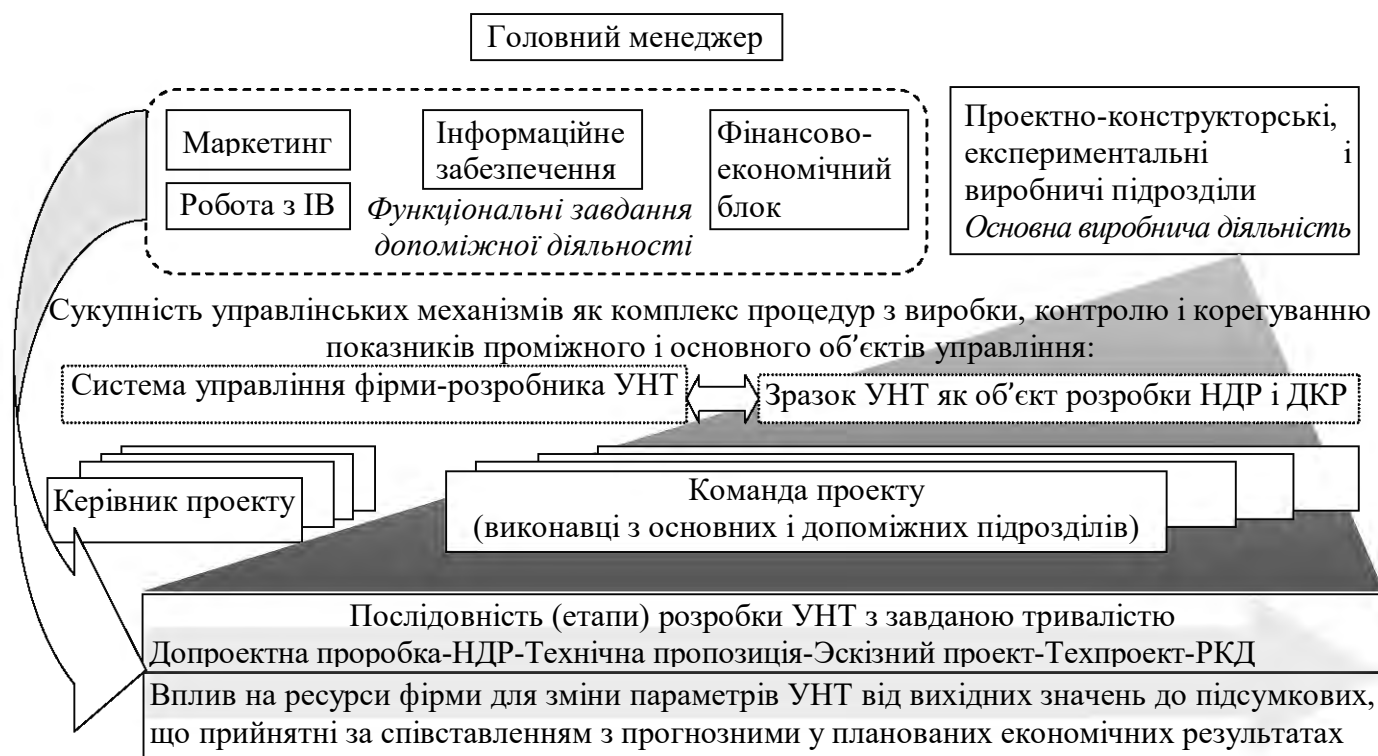 Головний менеджер
Маркетинг
Робота з ІВ
Інформаційне
забезпечення
Функціональні завдання
допоміжної діяльності
Фінансово-
економічний
блок
Проектно-конструкторські,
експериментальні і
виробничі підрозділи
Основна виробнича діяльність
Сукупність управлінських механізмів як комплекс процедур з виробки, контролю і корегуванню
показників проміжного і основного об’єктів управління:
Система управління фірми-розробника УНТ
Зразок УНТ як об’єкт розробки НДР і ДКР
Керівник проекту
Команда проекту
(виконавці з основних і допоміжних підрозділів)
Послідовність (етапи) розробки УНТ з завданою тривалістю
Допроектна проробка-НДР-Технічна пропозиція-Эскізний проект-Техпроект-РКД
Вплив на ресурси фірми для зміни параметрів УНТ від вихідних значень до підсумкових,
що прийнятні за співставленням з прогнозними у планованих економічних результатах